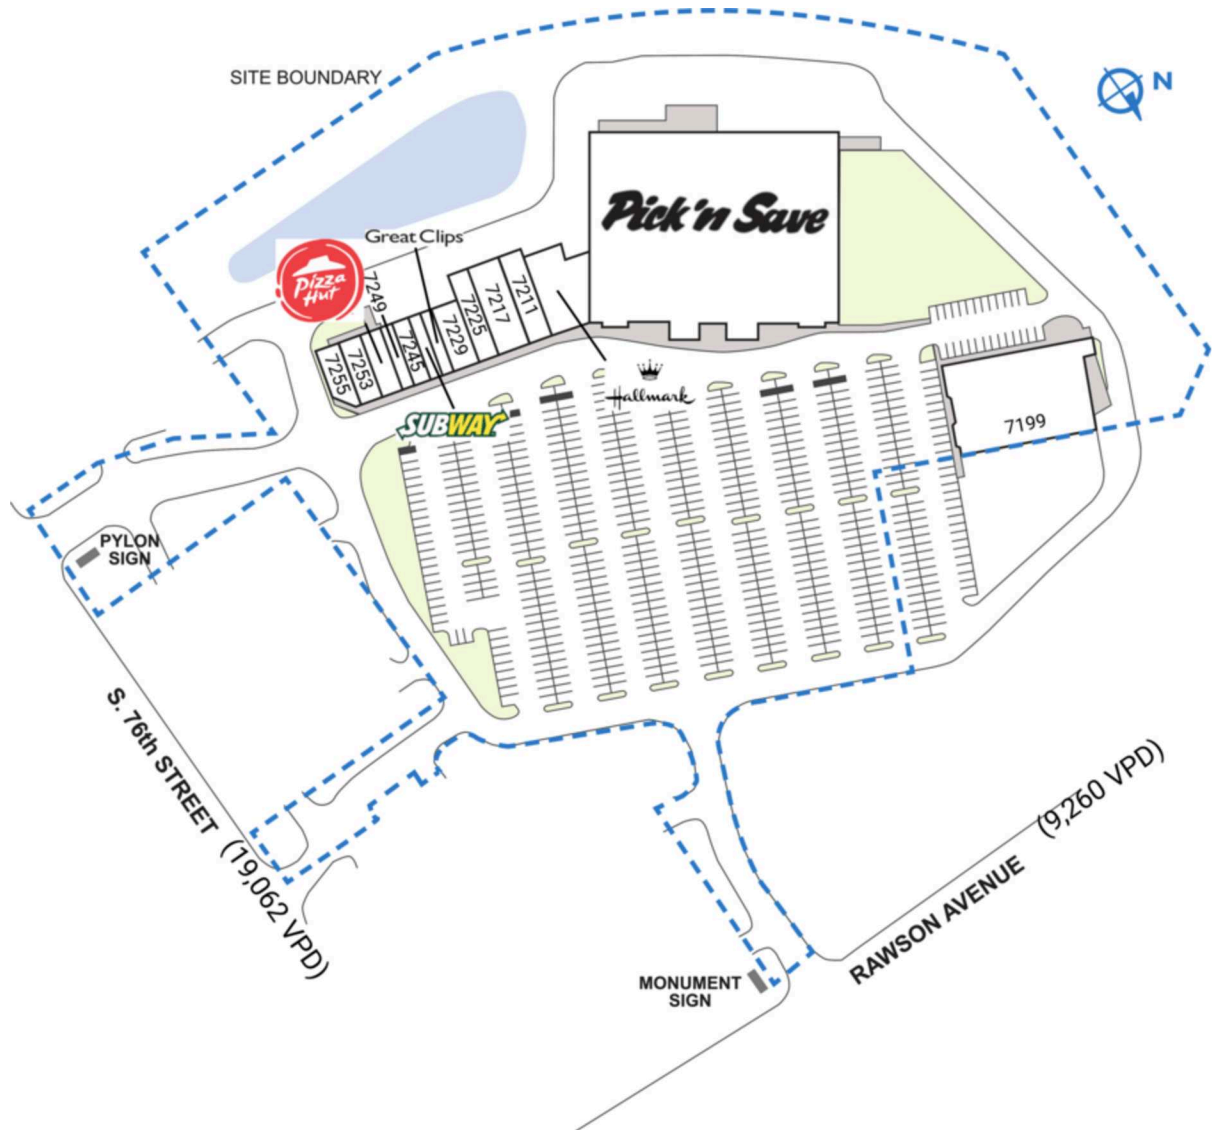 SITE BOUNDARY
N
Pick'n Save
Great Clips
Pizza
Hut
7249
7211
7217
7225
7229
7245
7253
7255
Hallmark
SUBWAY
7199
PYLON
SIGN
S. 76th STREET (19,062 VPD)
(9,260 VPD)
RAWSON AVENUE
MONUMENT
SIGN